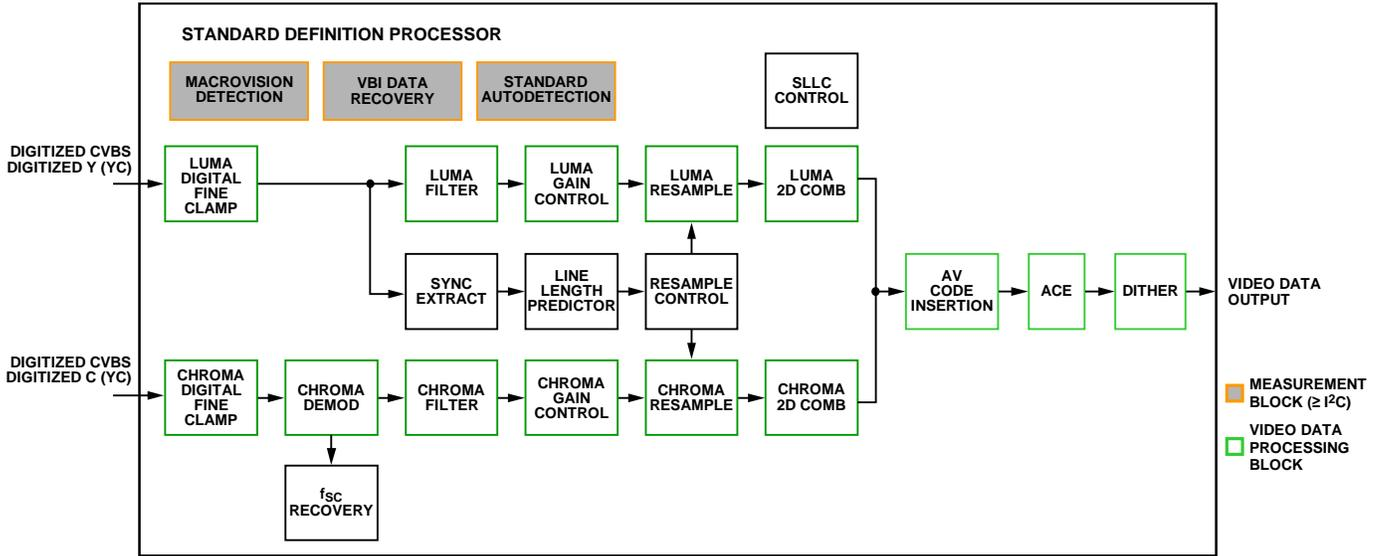 STANDARD DEFINITION PROCESSOR
MACROVISION
DETECTION
VBI DATA
RECOVERY
STANDARD
AUTODETECTION
SLLC
CONTROL
DIGITIZED CVBS
DIGITIZED Y (YC)
LUMA
DIGITAL
FINE
CLAMP
LUMA
FILTER
LUMA
GAIN
CONTROL
LUMA
RESAMPLE
LUMA
2D COMB
SYNC
EXTRACT
LINE
LENGTH
PREDICTOR
RESAMPLE
CONTROL
AV
CODE
INSERTION
ACE
DITHER
VIDEO DATA
OUTPUT
DIGITIZED CVBS
DIGITIZED C (YC)
CHROMA
DIGITAL
FINE
CLAMP
CHROMA
DEMOD
CHROMA
FILTER
CHROMA
GAIN
CONTROL
CHROMA
RESAMPLE
CHROMA
2D COMB
fSC
RECOVERY
MEASUREMENT
BLOCK (≥ I²C)
VIDEO DATA
PROCESSING
BLOCK